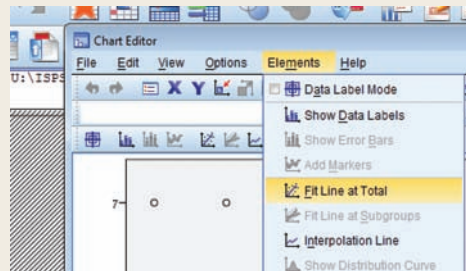 Chart Editor
File Edit View Options Elements Help
U:\ISPS
X Y
Data Label Mode
Show Data Labels
Show Error Bars
Add Markers
Fit Line at Total
Fit Line at Subgroups
Interpolation Line
Show Distribution Curve
7